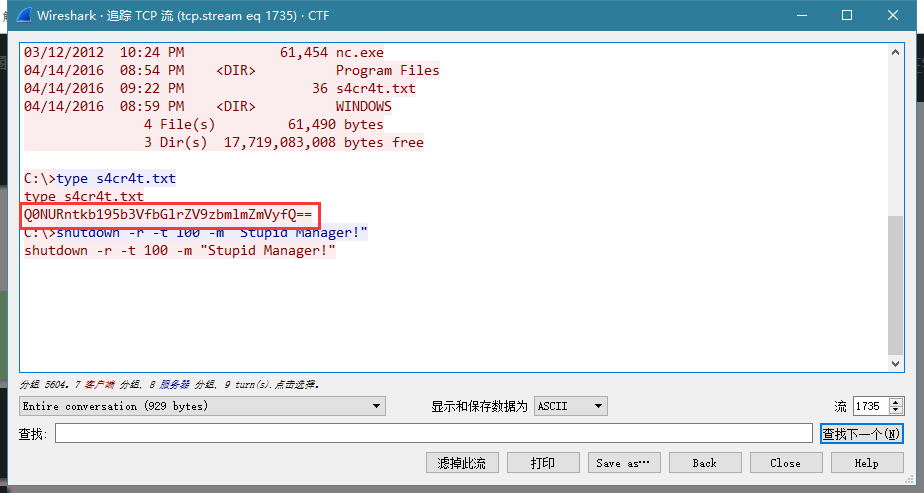 Wireshark · 追踪 TCP 流 (tcp.stream eq 1735) · CTF
03/12/2012 10:24 PM 61,454 nc.exe
04/14/2016 08:54 PM <DIR> Program Files
04/14/2016 09:22 PM 36 s4cr4t.txt
04/14/2016 08:59 PM <DIR> WINDOWS
4 File(s) 61,490 bytes
3 Dir(s) 17,719,083,008 bytes free
C:\>type s4cr4t.txt
type s4cr4t.txt
Q0NURntkb195b3VfbGlrZV9zbmlmZmVyfQ==
C:\>shutdown -r -t 100 -m "Stupid Manager!"
shutdown -r -t 100 -m "Stupid Manager!"
分组 5604。7 客户端 分组, 8 服务器 分组, 9 turn(s).点击选择。
Entire conversation (929 bytes) 显示和保存数据为 ASCII 流 1735
查找: 查找下一个(N)
滤掉此流 打印 Save as… Back Close Help